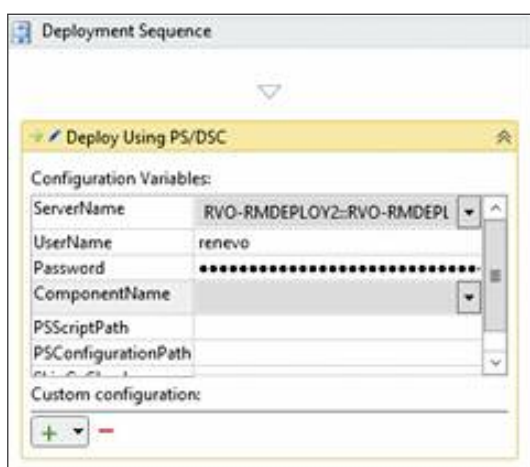 Deployment Sequence
Deploy Using PS/DSC
Configuration Variables:
ServerName RVO-RMDEPLOY2::RVO-RMDEPL
UserName renevo
Password
ComponentName
PSScriptPath
PSConfigurationPath
Custom configuration: